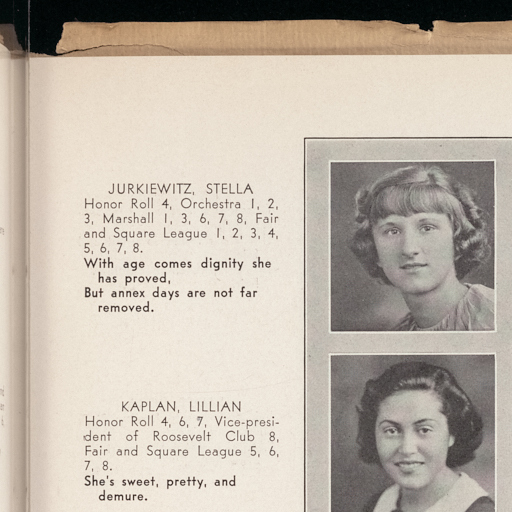 JURKIEWITZ, STELLA
Honor Roll 4, Orchestra 1, 2,
3, Marshall 1, 3, 6, 7, 8, Fair
and Square League 1, 2, 3, 4,
5, 6, 7, 8.
With age comes dignity she
has proved,
But annex days are not far
removed.
KAPLAN, LILLIAN
Honor Roll 4, 6, 7, Vice-presi-
dent of Roosevelt Club 8,
Fair and Square League 5, 6,
7, 8.
She's sweet, pretty, and
demure.